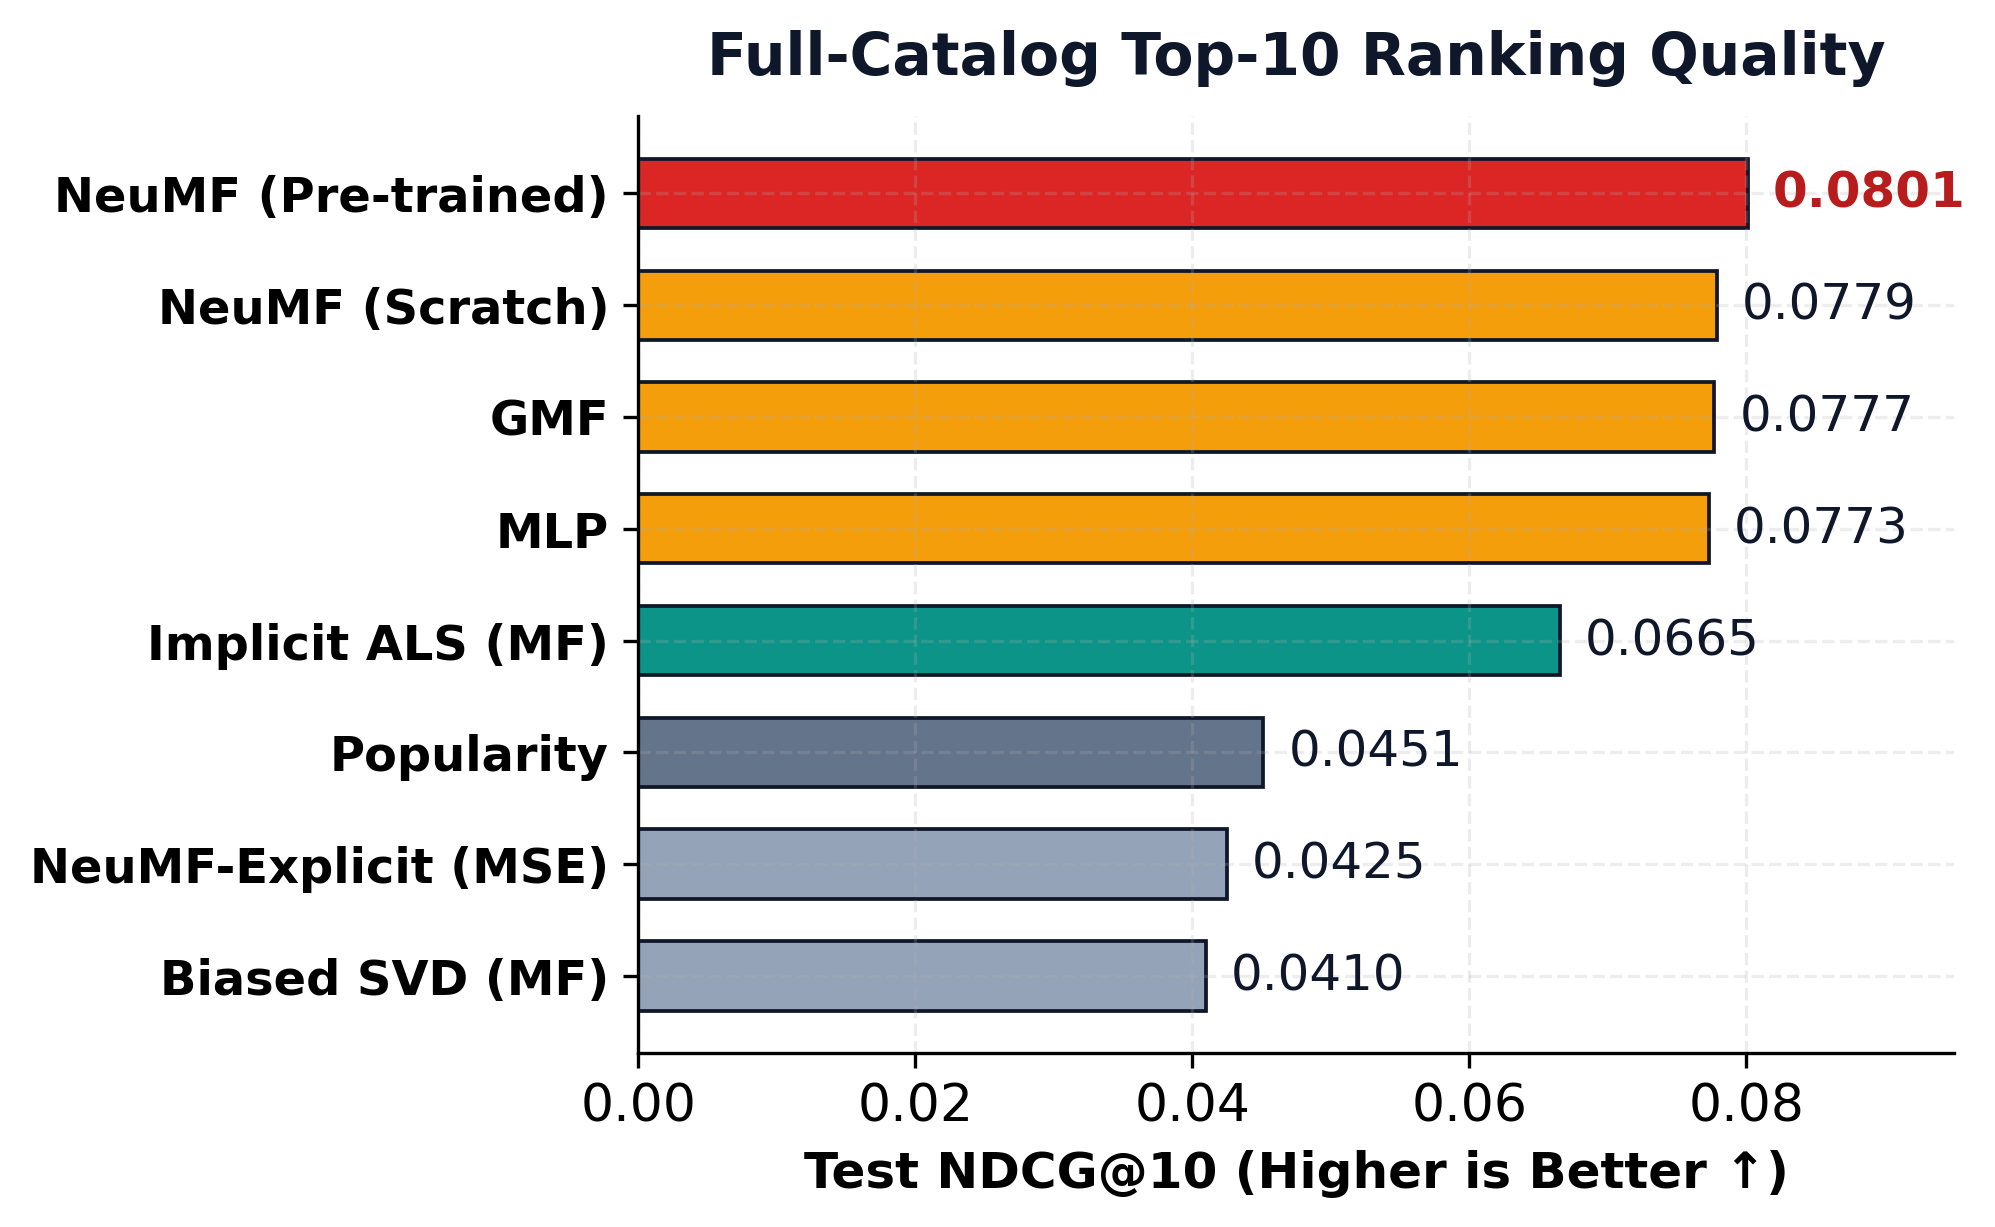 Full-Catalog Top-10 Ranking Quality
NeuMF (Pre-trained) 0.0801
NeuMF (Scratch) 0.0779
GMF 0.0777
MLP 0.0773
Implicit ALS (MF) 0.0665
Popularity 0.0451
NeuMF-Explicit (MSE) 0.0425
Biased SVD (MF) 0.0410
0.00 0.02 0.04 0.06 0.08
Test NDCG@10 (Higher is Better ↑)